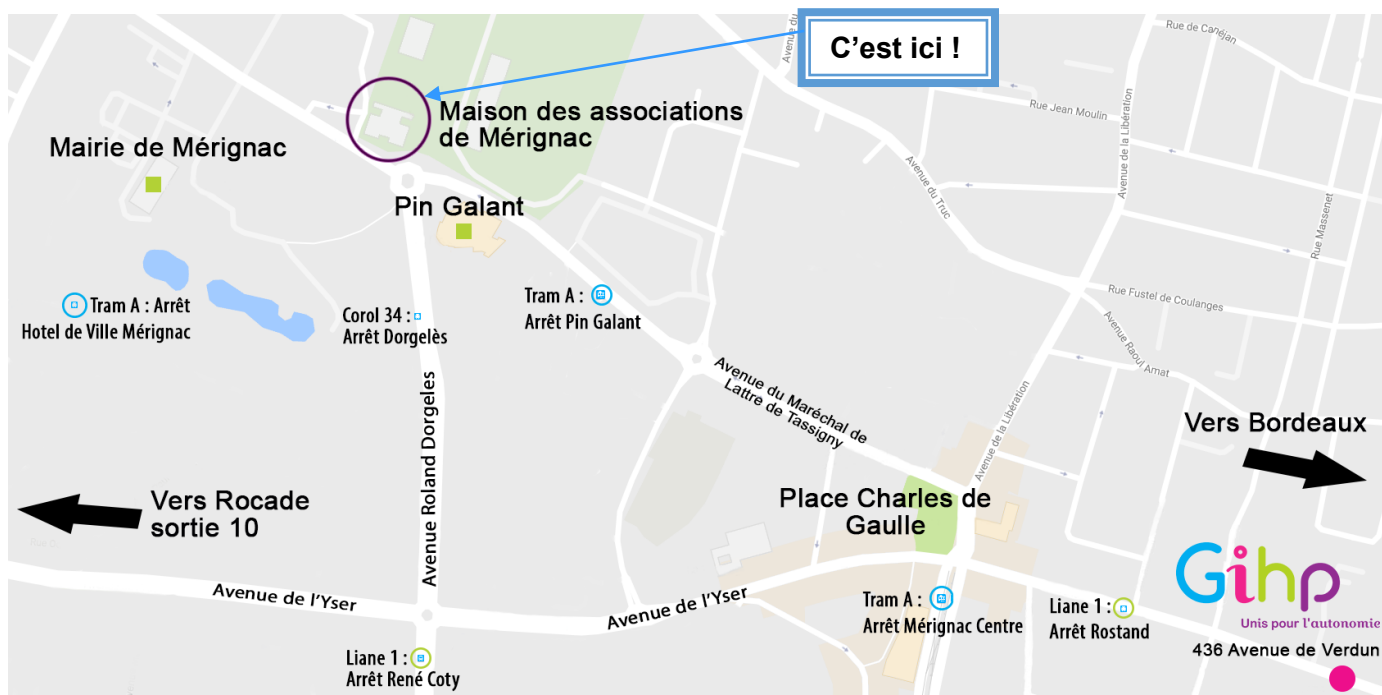 C'est ici !
Avenue du
Rue de Canéjan
Maison des associations
de Mérignac
Mairie de Mérignac
Rue Jean Moulin
Avenue de la Libération
Avenue du Truc
Rue Massenet
Pin Galant
Tram A : Arrêt
Hotel de Ville Mérignac
Corol 34 :
Arrêt Dorgelès
Tram A :
Arrêt Pin Galant
Rue Fustel de Coulanges
Avenue Raoul Amat
Avenue du Maréchal de
Lattre de Tassigny
Avenue de la Libération
Avenue Roland Dorgeles
Vers Bordeaux
Vers Rocade
sortie 10
Place Charles de
Gaulle
Avenue de l'Yser
Avenue de l'Yser
Tram A :
Arrêt Mérignac Centre
Liane 1 :
Arrêt Rostand
Liane 1 :
Arrêt René Coty
Gihp
Unis pour l'autonomie
436 Avenue de Verdun